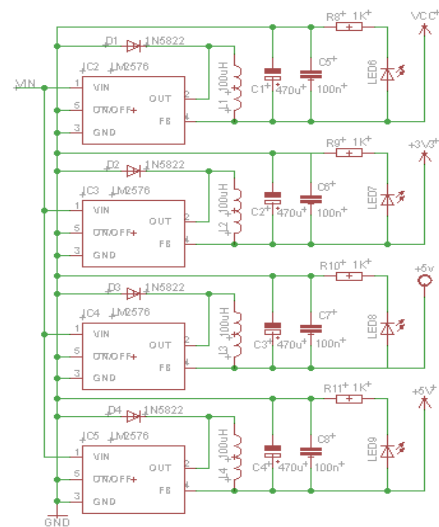 R8 1K VCC
D1 1N5822
IC2 LM2576
VIN
1 VIN
OUT 2
5 ON/OFF
3 GND
FB 4
L1 100uH
C1 470u
C5 100n
LED6
R9 1K +3V3
D2 1N5822
IC3 LM2576
1 VIN
OUT 2
5 ON/OFF
3 GND
FB 4
L2 100uH
C2 470u
C6 100n
LED7
R10 1K +5v
D3 1N5822
IC4 LM2576
1 VIN
OUT 2
5 ON/OFF
3 GND
FB 4
L3 100uH
C3 470u
C7 100n
LED8
R11 1K +5V
D4 1N5822
IC5 LM2576
1 VIN
OUT 2
5 ON/OFF
3 GND
FB 4
L4 100uH
C4 470u
C8 100n
LED9
GND